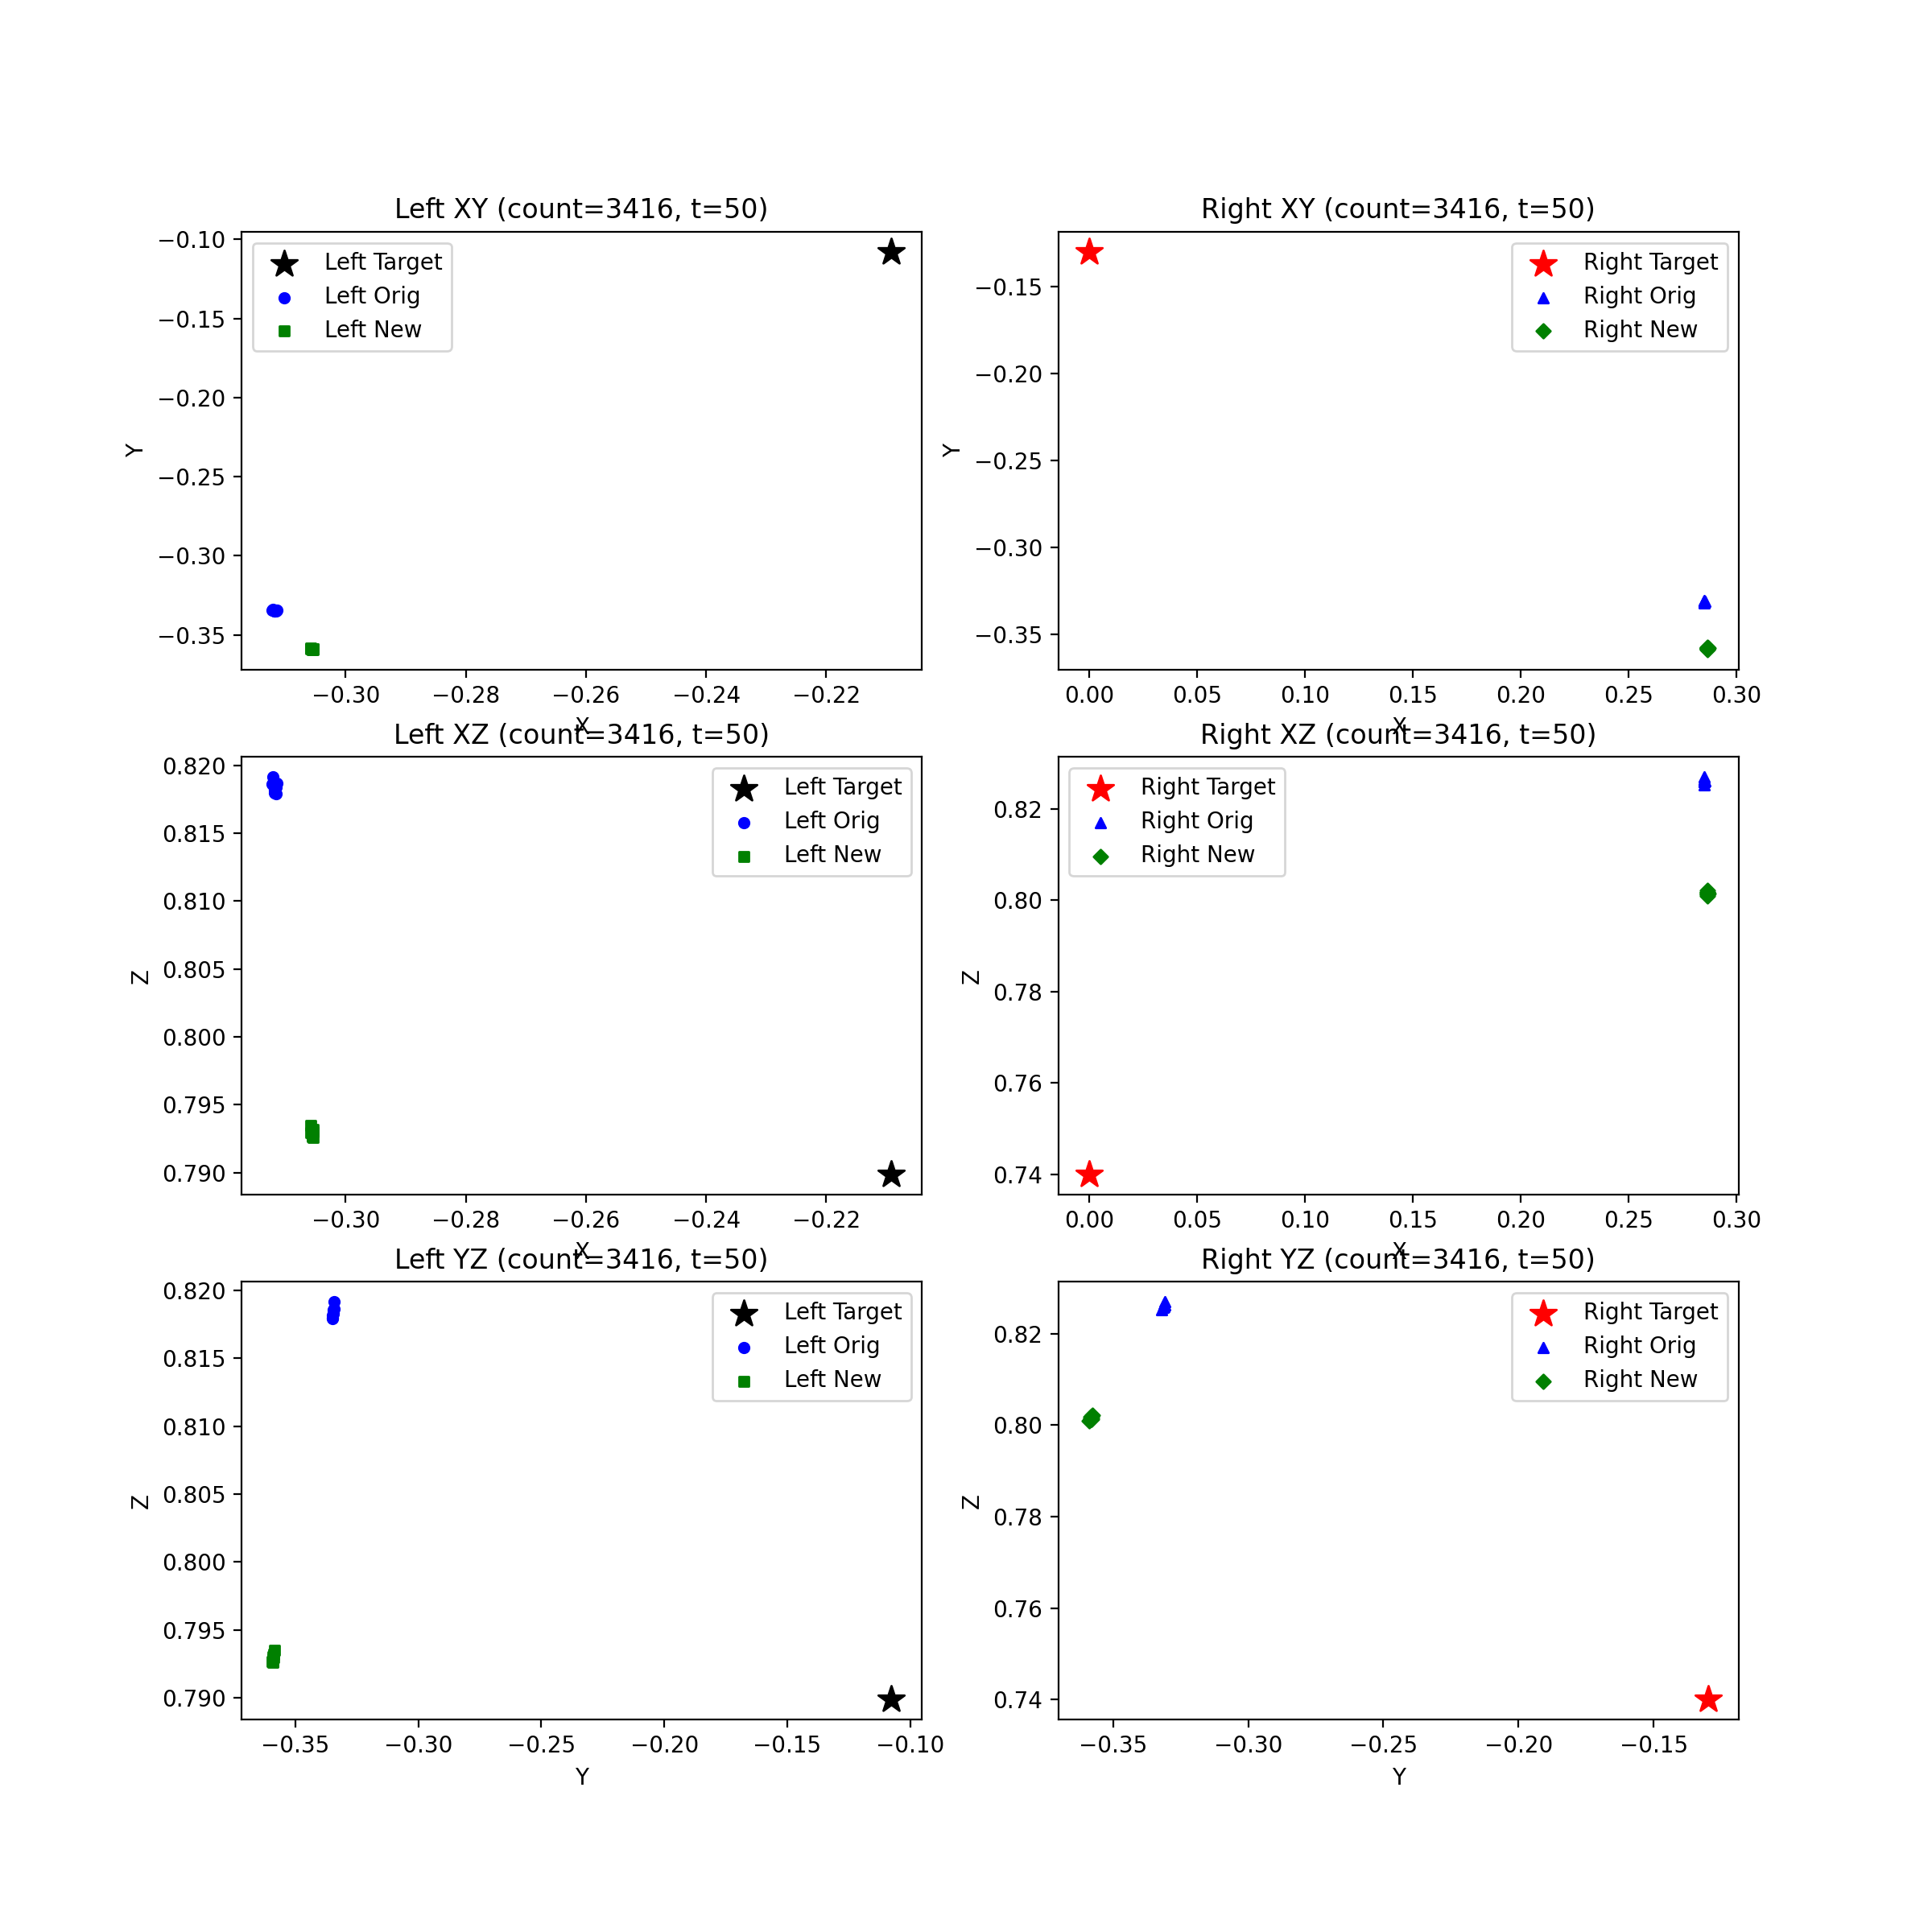 Left XY (count=3416, t=50)
−0.10
−0.15
−0.20
−0.25
−0.30
−0.35
Y
Left Target
Left Orig
Left New
−0.30
−0.28
−0.26
−0.24
−0.22
X
Right XY (count=3416, t=50)
−0.15
−0.20
−0.25
−0.30
−0.35
Y
Right Target
Right Orig
Right New
0.00
0.05
0.10
0.15
0.20
0.25
0.30
X
Left XZ (count=3416, t=50)
0.820
0.815
0.810
0.805
0.800
0.795
0.790
Z
Left Target
Left Orig
Left New
−0.30
−0.28
−0.26
−0.24
−0.22
X
Right XZ (count=3416, t=50)
0.82
0.80
0.78
0.76
0.74
Z
Right Target
Right Orig
Right New
0.00
0.05
0.10
0.15
0.20
0.25
0.30
X
Left YZ (count=3416, t=50)
0.820
0.815
0.810
0.805
0.800
0.795
0.790
Z
Left Target
Left Orig
Left New
−0.35
−0.30
−0.25
−0.20
−0.15
−0.10
Y
Right YZ (count=3416, t=50)
0.82
0.80
0.78
0.76
0.74
Z
Right Target
Right Orig
Right New
−0.35
−0.30
−0.25
−0.20
−0.15
Y